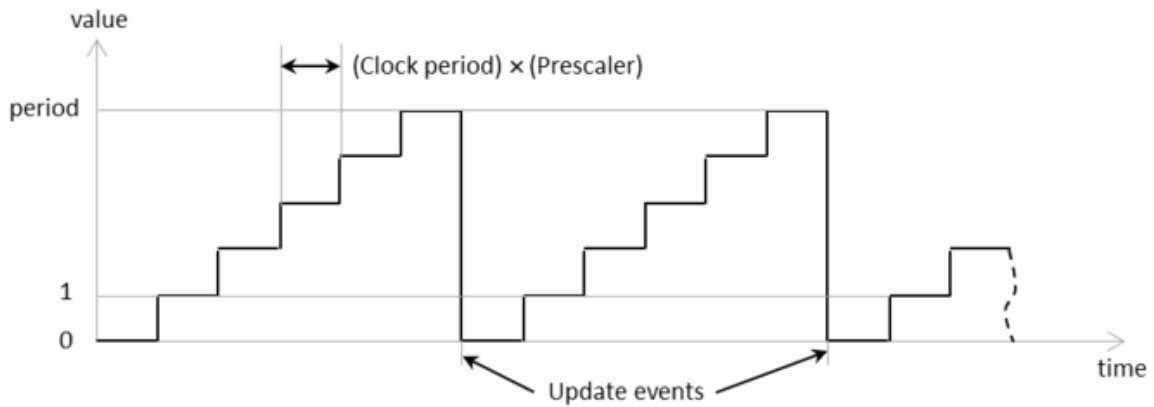 value
(Clock period) × (Prescaler)
period
1
0
time
Update events